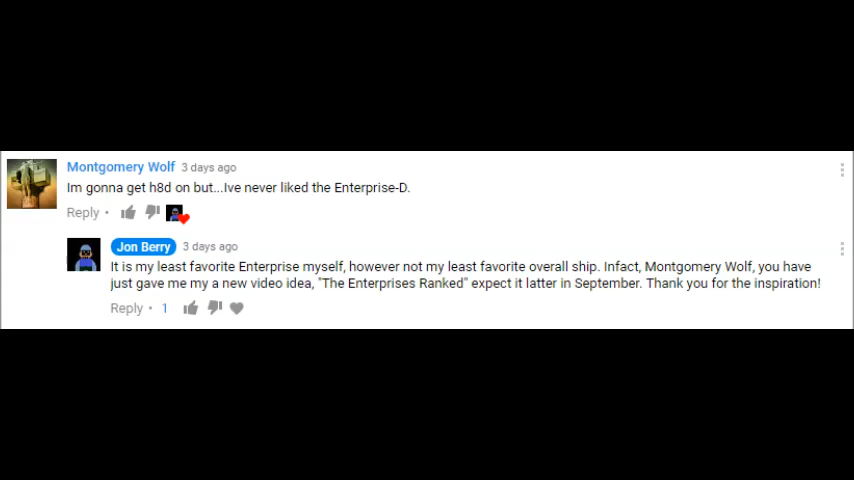 Montgomery Wolf 3 days ago
Im gonna get h8d on but...Ive never liked the Enterprise-D.
Reply •
Jon Berry 3 days ago
It is my least favorite Enterprise myself, however not my least favorite overall ship. Infact, Montgomery Wolf, you have
just gave me my a new video idea, "The Enterprises Ranked" expect it latter in September. Thank you for the inspiration!
Reply • 1